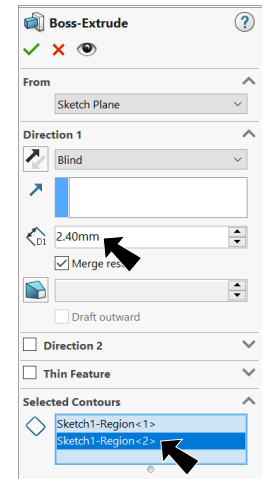 Boss-Extrude
?
From
Sketch Plane
Direction 1
Blind
D1
2.40mm
Merge res
Draft outward
Direction 2
Thin Feature
Selected Contours
Sketch1-Region<1>
Sketch1-Region<2>